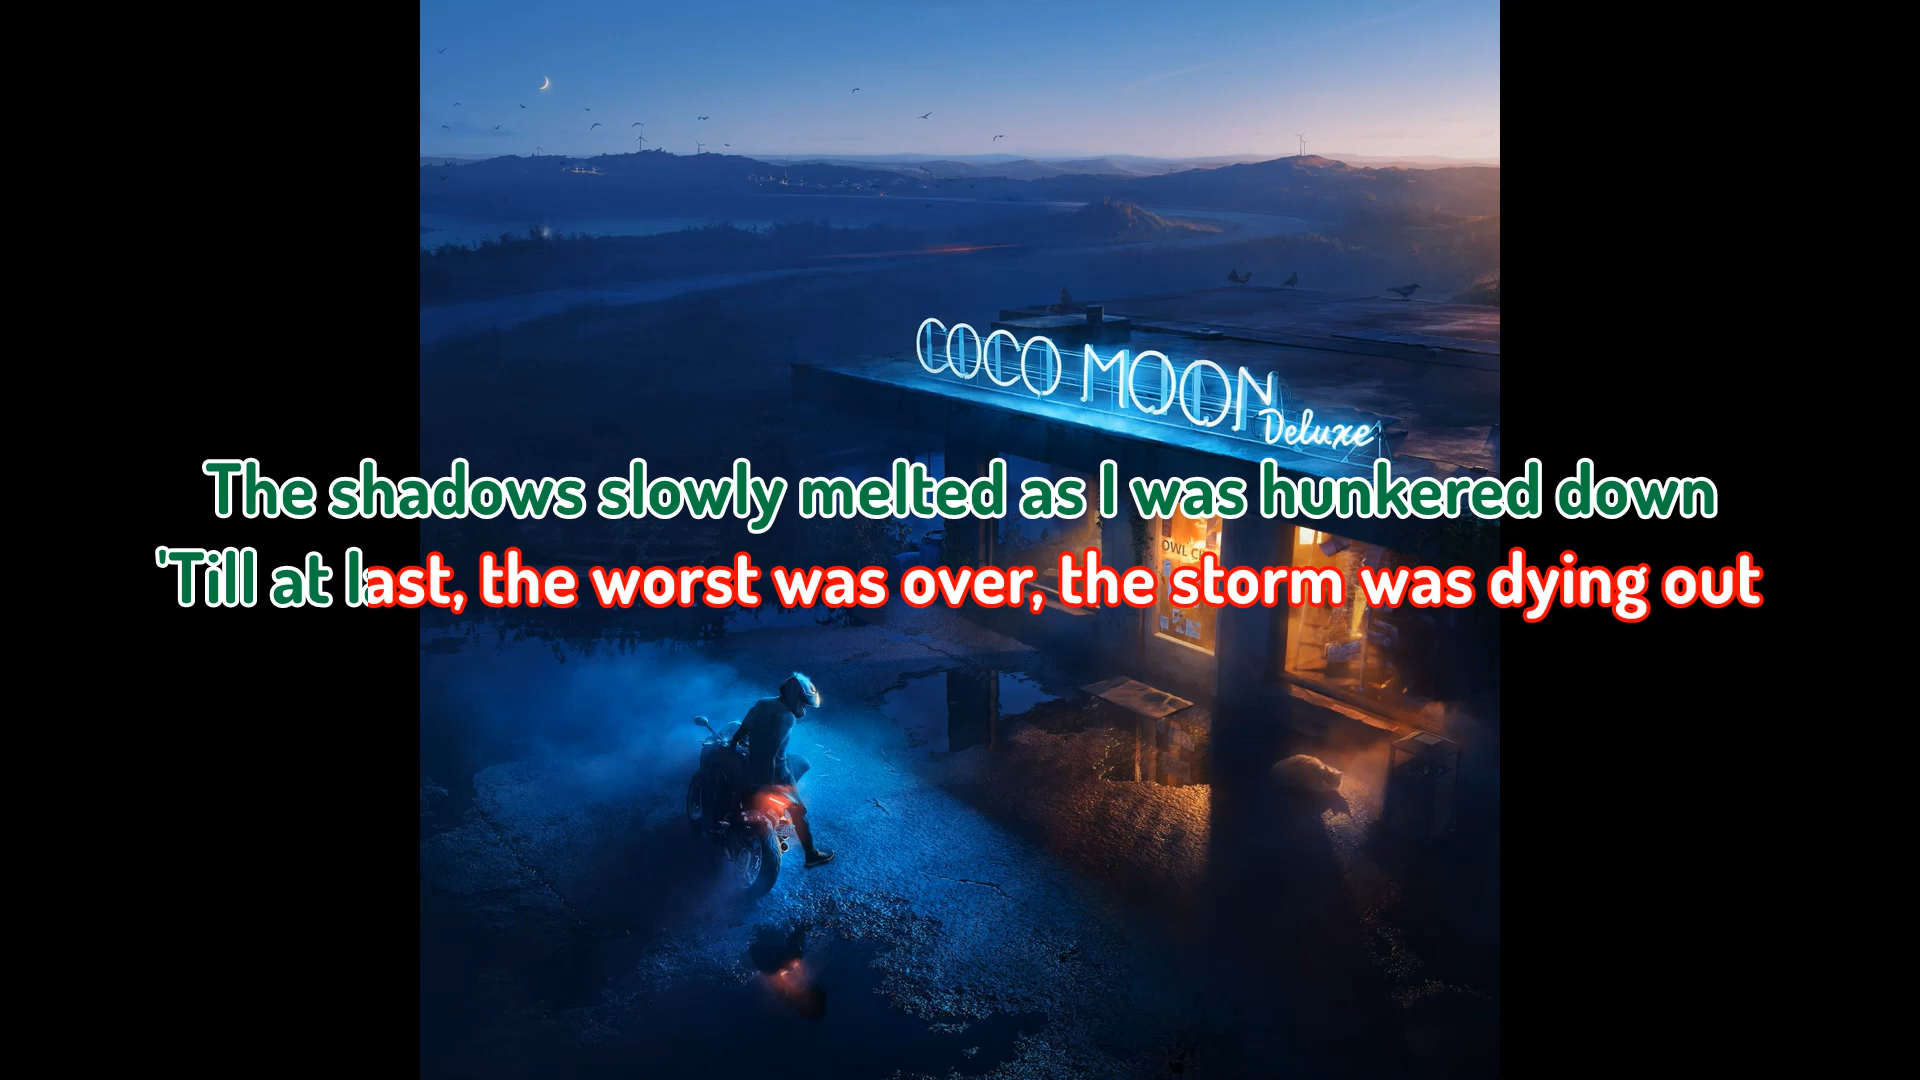 COCO MOON
Deluxe
The shadows slowly melted as I was hunkered down
'Till at last, the worst was over, the storm was dying out
OWL